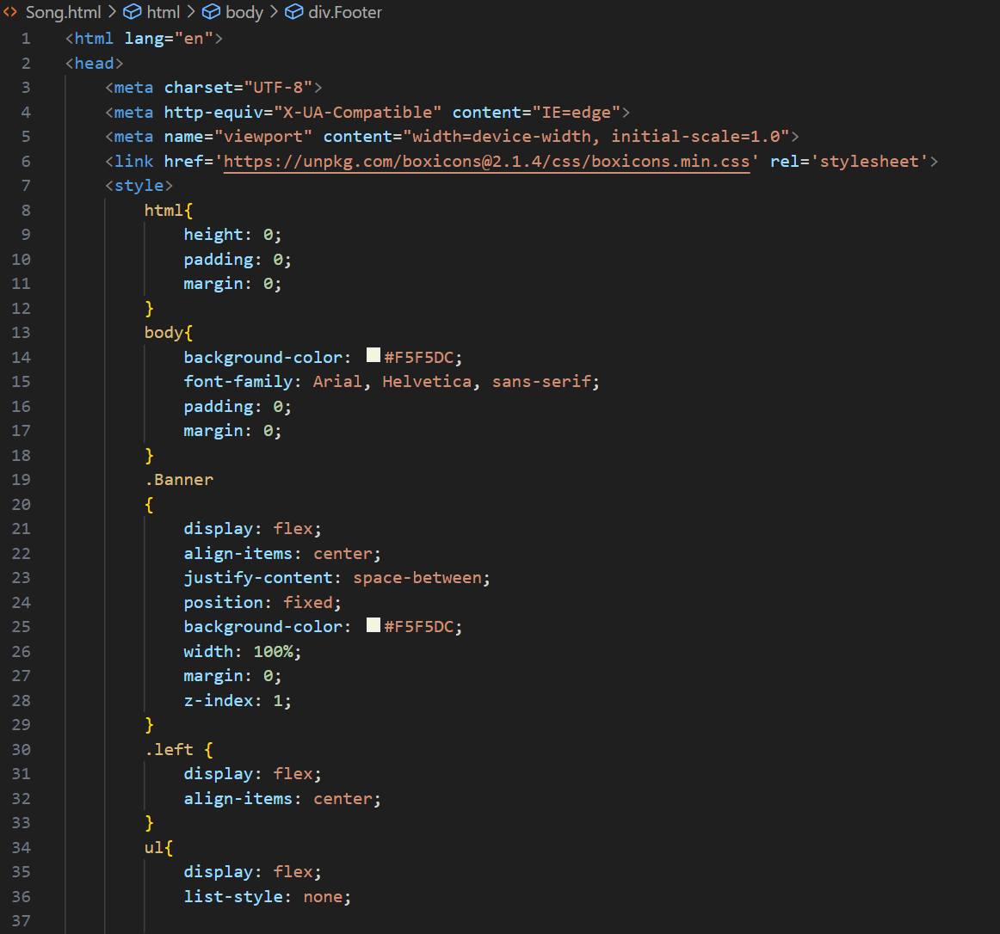 Song.html > html > body > div.Footer
1 <html lang="en">
2 <head>
3 <meta charset="UTF-8">
4 <meta http-equiv="X-UA-Compatible" content="IE=edge">
5 <meta name="viewport" content="width=device-width, initial-scale=1.0">
6 <link href='https://unpkg.com/boxicons@2.1.4/css/boxicons.min.css' rel='stylesheet'>
7 <style>
8 html{
9 height: 0;
10 padding: 0;
11 margin: 0;
12 }
13 body{
14 background-color: #F5F5DC;
15 font-family: Arial, Helvetica, sans-serif;
16 padding: 0;
17 margin: 0;
18 }
19 .Banner
20 {
21 display: flex;
22 align-items: center;
23 justify-content: space-between;
24 position: fixed;
25 background-color: #F5F5DC;
26 width: 100%;
27 margin: 0;
28 z-index: 1;
29 }
30 .left {
31 display: flex;
32 align-items: center;
33 }
34 ul{
35 display: flex;
36 list-style: none;
37